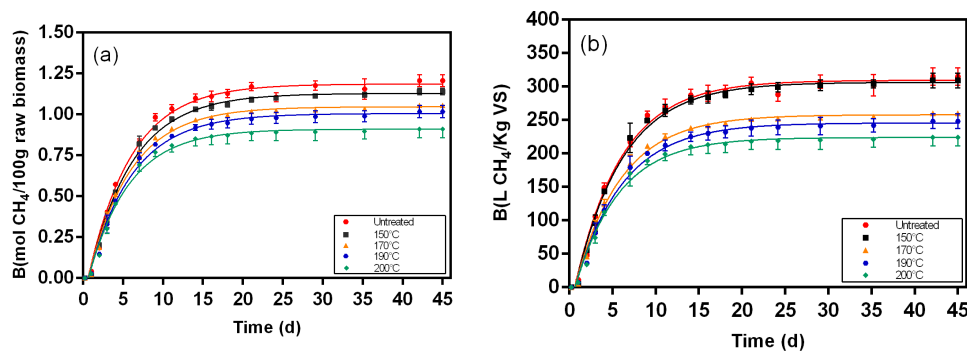 (a)
B(mol CH₄/100g raw biomass)
1.50
1.25
1.00
0.75
0.50
0.25
0.00
0 5 10 15 20 25 30 35 40 45
Time (d)
Untreated
150°C
170°C
190°C
200°C
(b)
B(L CH₄/Kg VS)
400
350
300
250
200
150
100
50
0
0 5 10 15 20 25 30 35 40 45
Time (d)
Untreated
150°C
170°C
190°C
200°C